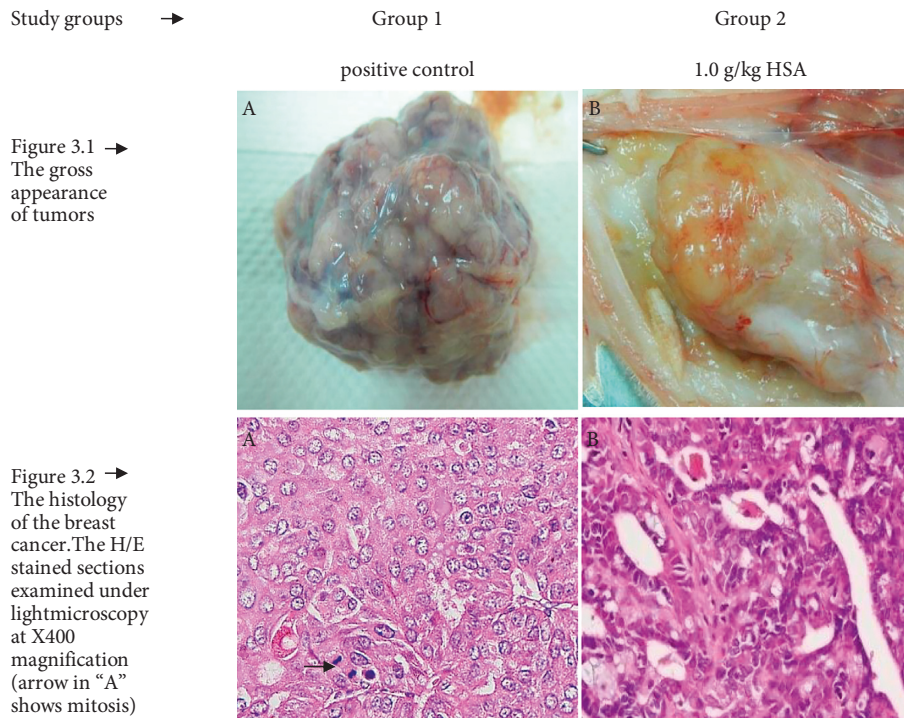 Study groups
Group 1
Group 2
positive control
1.0 g/kg HSA
Figure 3.1
The gross
appearance
of tumors
A
B
Figure 3.2
The histology
of the breast
cancer.The H/E
stained sections
examined under
lightmicroscopy
at X400
magnification
(arrow in “A”
shows mitosis)
A
B